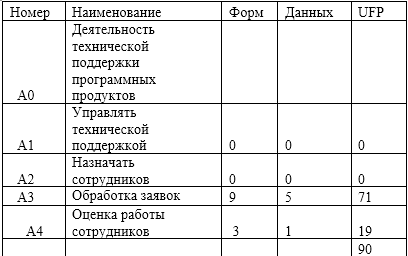 Номер Наименование Форм Данных UFP
Деятельность
технической
поддержки
программных
A0 продуктов
Управлять
технической
A1 поддержкой 0 0 0
Назначать
A2 сотрудников 0 0 0
A3 Обработка заявок 9 5 71
Оценка работы
A4 сотрудников 3 1 19
90